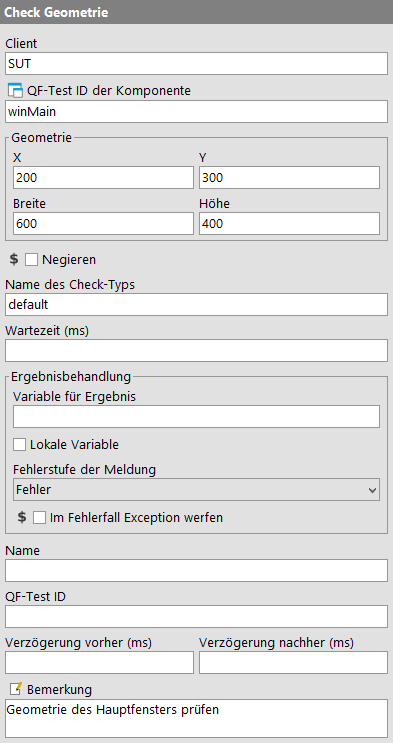 Check Geometrie
Client
SUT
QF-Test ID der Komponente
winMain
Geometrie
X Y
200 300
Breite Höhe
600 400
$ Negieren
Name des Check-Typs
default
Wartezeit (ms)
Ergebnisbehandlung
Variable für Ergebnis
Lokale Variable
Fehlerstufe der Meldung
Fehler
$ Im Fehlerfall Exception werfen
Name
QF-Test ID
Verzögerung vorher (ms) Verzögerung nachher (ms)
Bemerkung
Geometrie des Hauptfensters prüfen